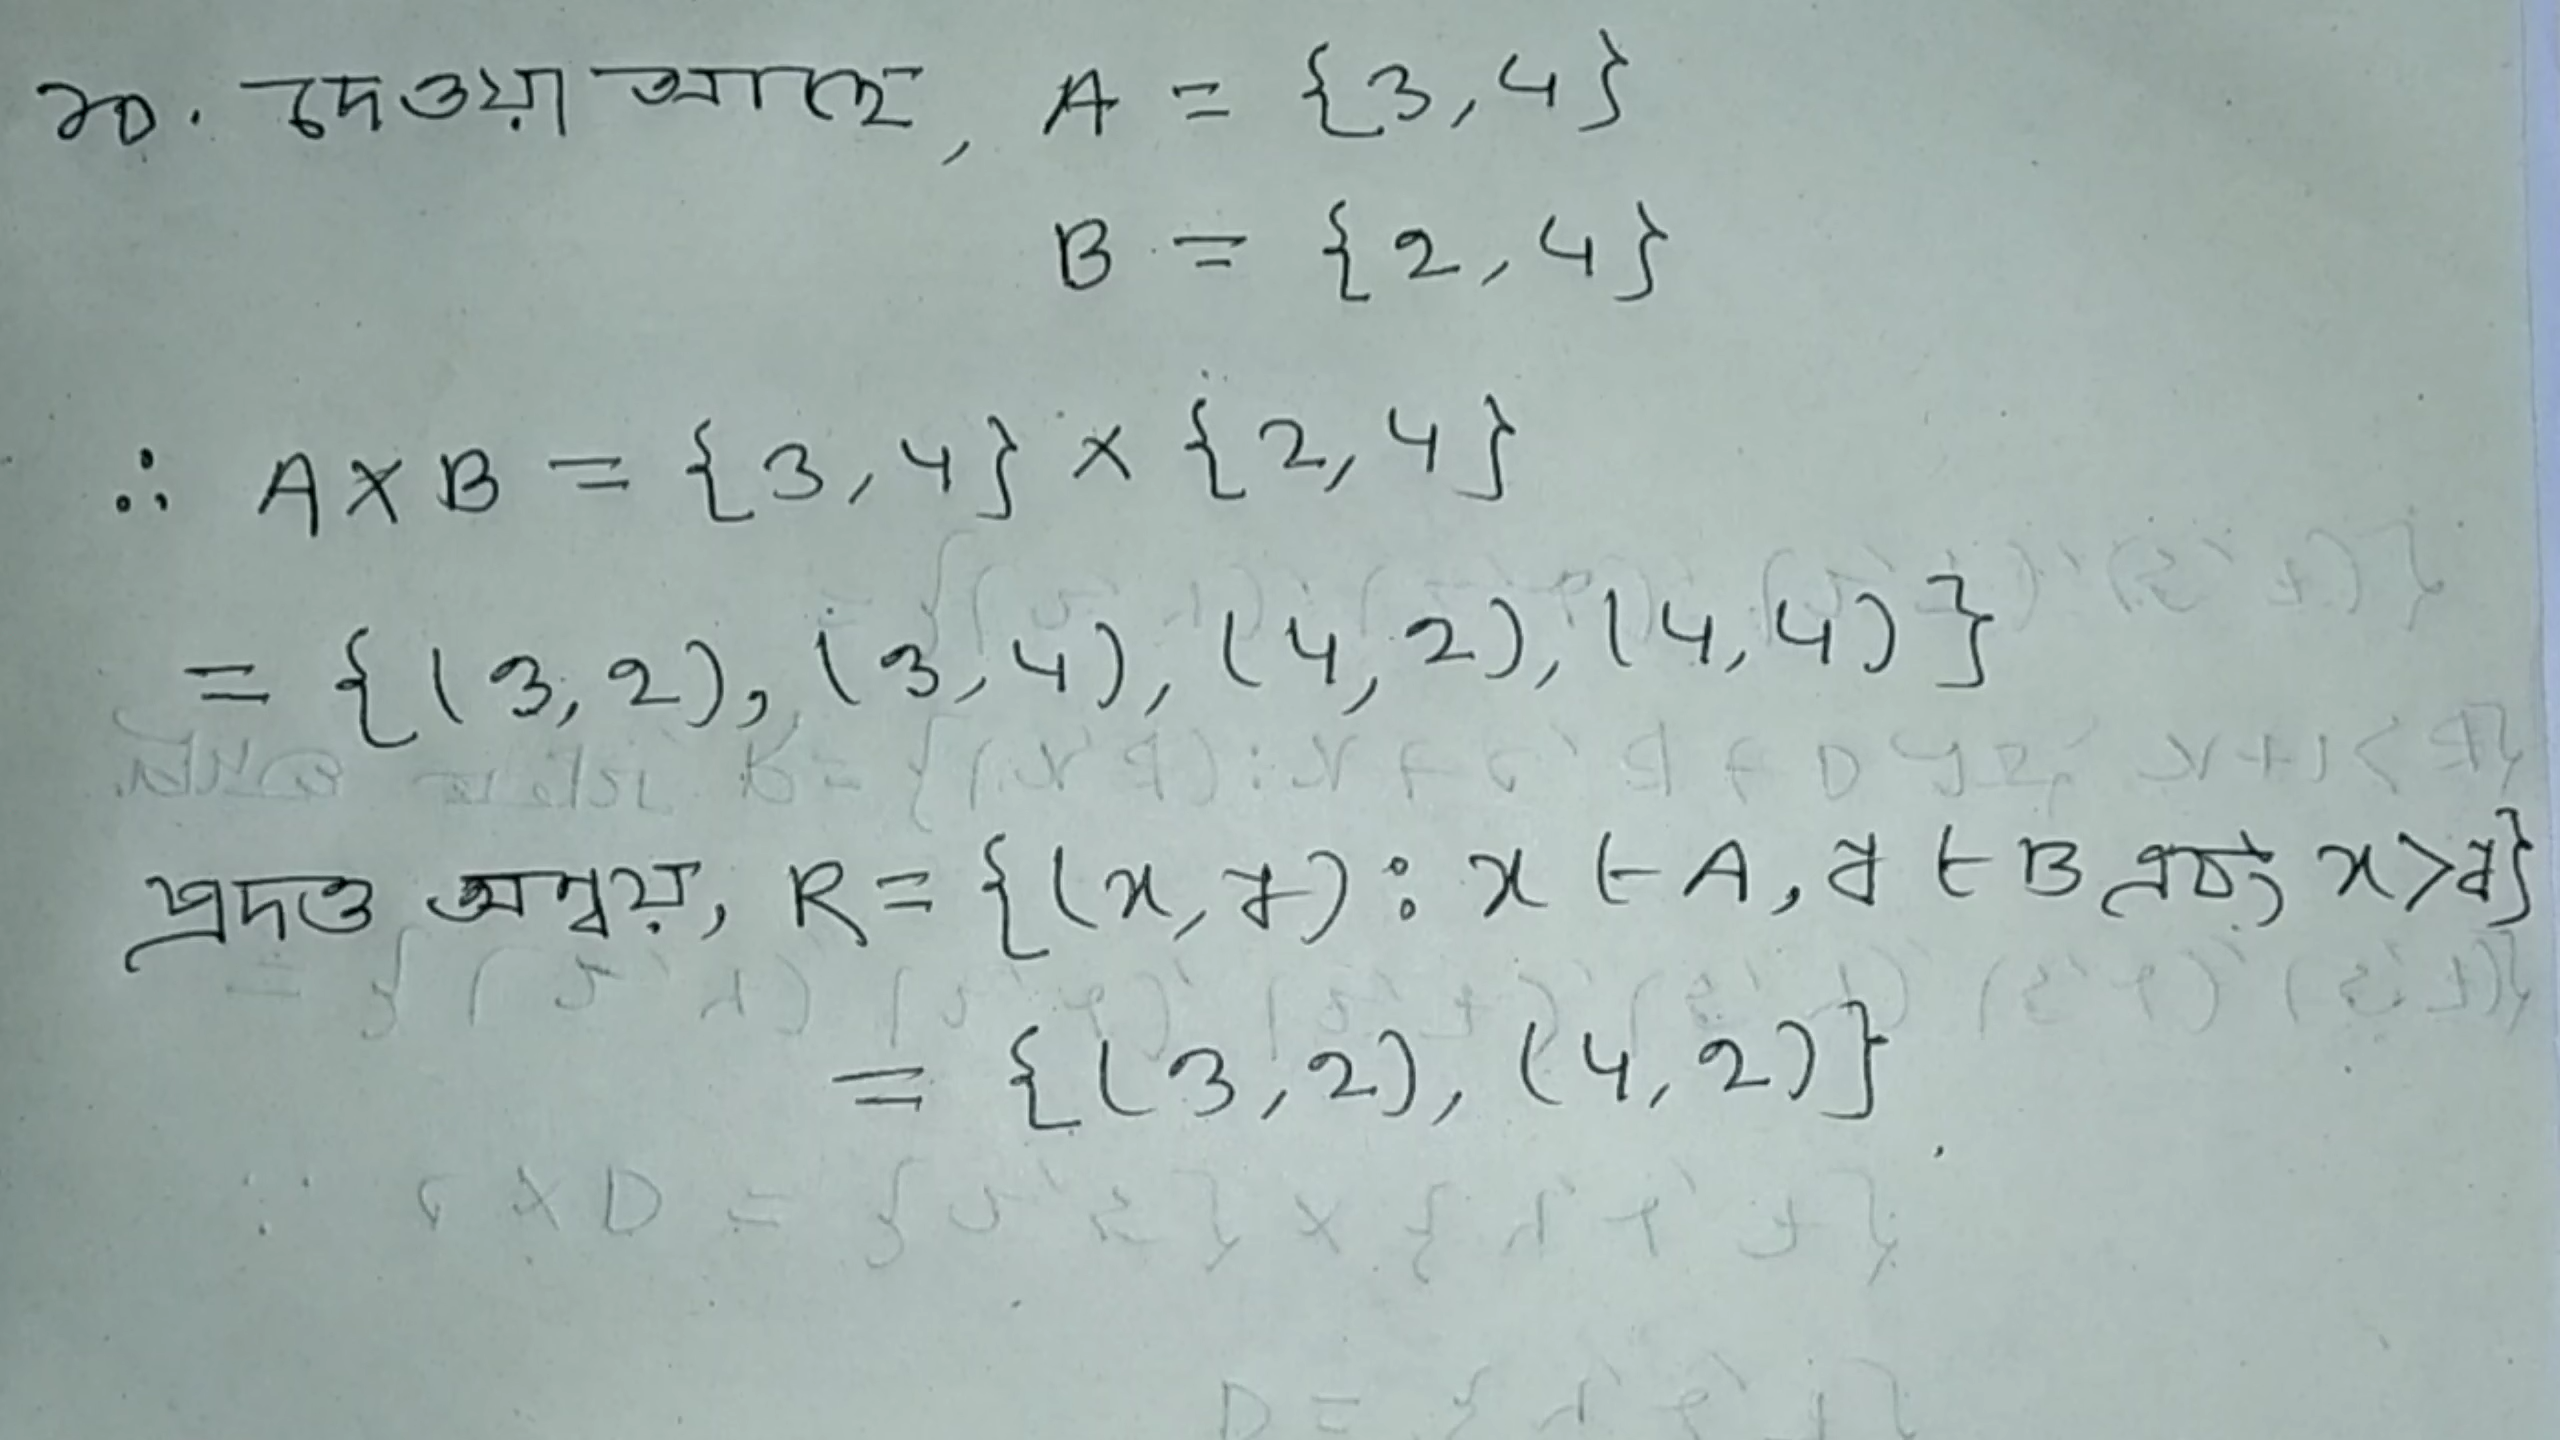 ২০. দেওয়া আছে, A = {3,4}
B = {2,4}
∴ A×B = {3,4} × {2,4}
= {(3,2), (3,4), (4,2), (4,4)}
প্রদত্ত অন্বয়, R = {(x,y) : x ∈ A, y ∈ B এবং x>y}
= {(3,2), (4,2)}